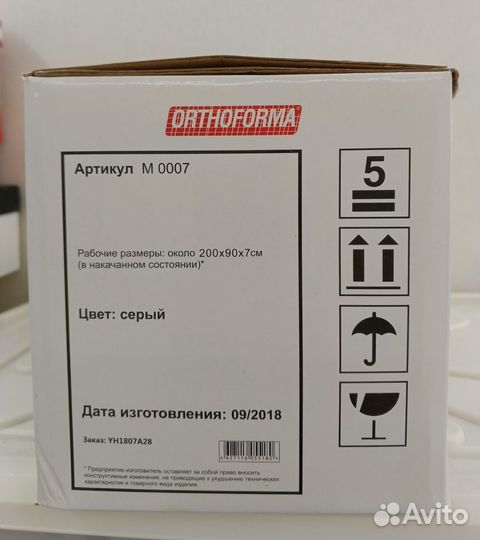 ORTHOFORMA
Артикул М 0007
5
Рабочие размеры: около 200x90x7см
(в накачанном состоянии)*
Цвет: серый
Дата изготовления: 09/2018
Заказ: YH1807A28
* Предприятие-изготовитель оставляет за собой право вносить
конструктивные изменения, не приводящие к ухудшению технических
характеристик и товарного вида изделия.
Avito